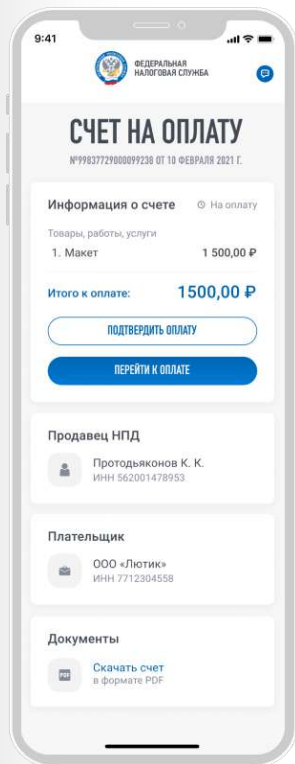 9:41
ФЕДЕРАЛЬНАЯ
НАЛОГОВАЯ СЛУЖБА
СЧЕТ НА ОПЛАТУ
№99837729000099238 ОТ 10 ФЕВРАЛЯ 2021 Г.
Информация о счете На оплату
Товары, работы, услуги
1. Макет 1 500,00 ₽
Итого к оплате: 1500,00 ₽
ПОДТВЕРДИТЬ ОПЛАТУ
ПЕРЕЙТИ К ОПЛАТЕ
Продавец НПД
Протодьяконов К. К.
ИНН 562001478953
Плательщик
ООО «Лютик»
ИНН 7712304558
Документы
PDF
Скачать счет
в формате PDF